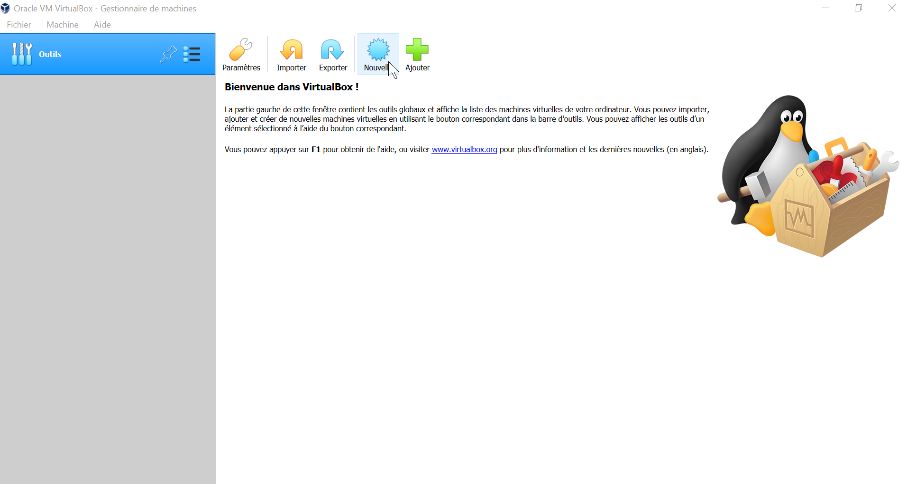 Oracle VM VirtualBox - Gestionnaire de machines
Fichier Machine Aide
Outils
Paramètres Importer Exporter Nouvelle Ajouter
Bienvenue dans VirtualBox !
La partie gauche de cette fenêtre contient les outils globaux et affiche la liste des machines virtuelles de votre ordinateur. Vous pouvez importer,
ajouter et créer de nouvelles machines virtuelles en utilisant le bouton correspondant dans la barre d'outils. Vous pouvez afficher les outils d'un
élément sélectionné à l'aide du bouton correspondant.
Vous pouvez appuyer sur F1 pour obtenir de l'aide, ou visiter www.virtualbox.org pour plus d'information et les dernières nouvelles (en anglais).